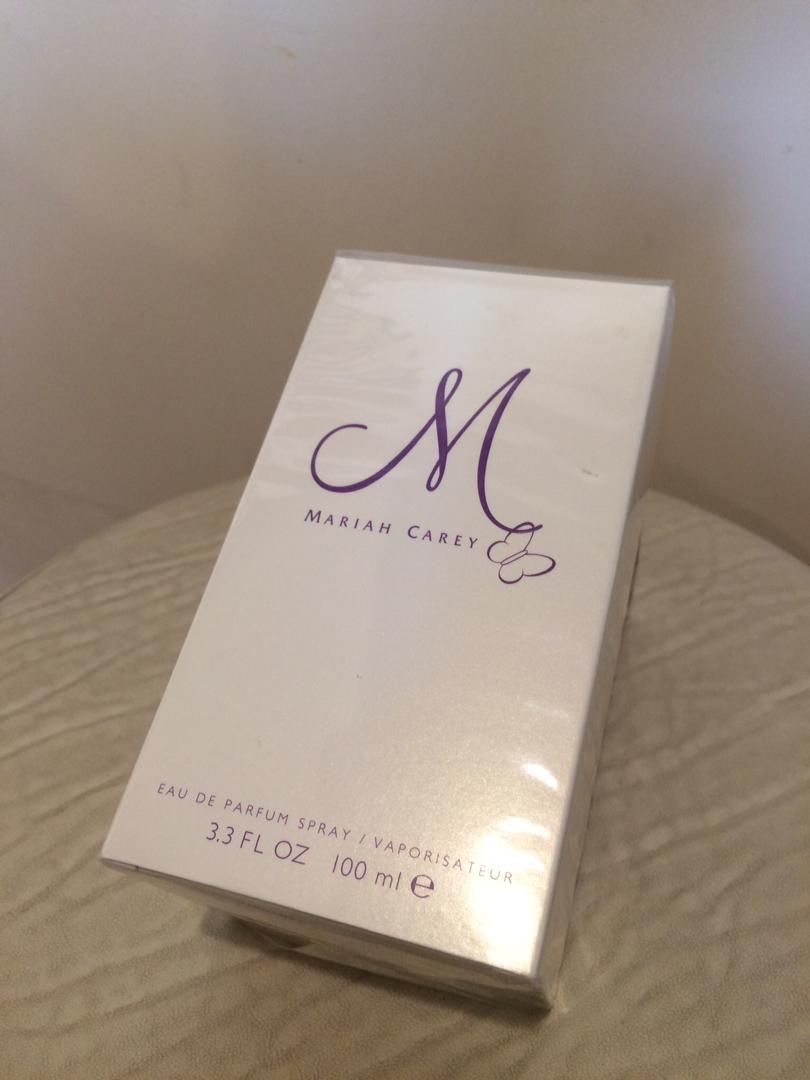 M
MARIAH CAREY
EAU DE PARFUM SPRAY / VAPORISATEUR
3.3 FL OZ 100 ml ℮